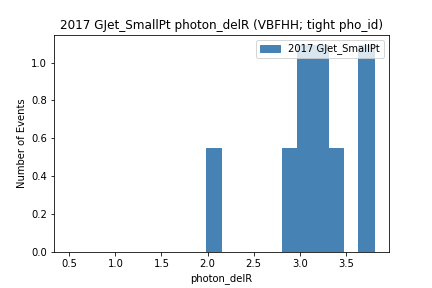 2017 GJet_SmallPt photon_delR (VBFHH; tight pho_id)
2017 GJet_SmallPt
Number of Events
1.0
0.8
0.6
0.4
0.2
0.0
0.5 1.0 1.5 2.0 2.5 3.0 3.5
photon_delR